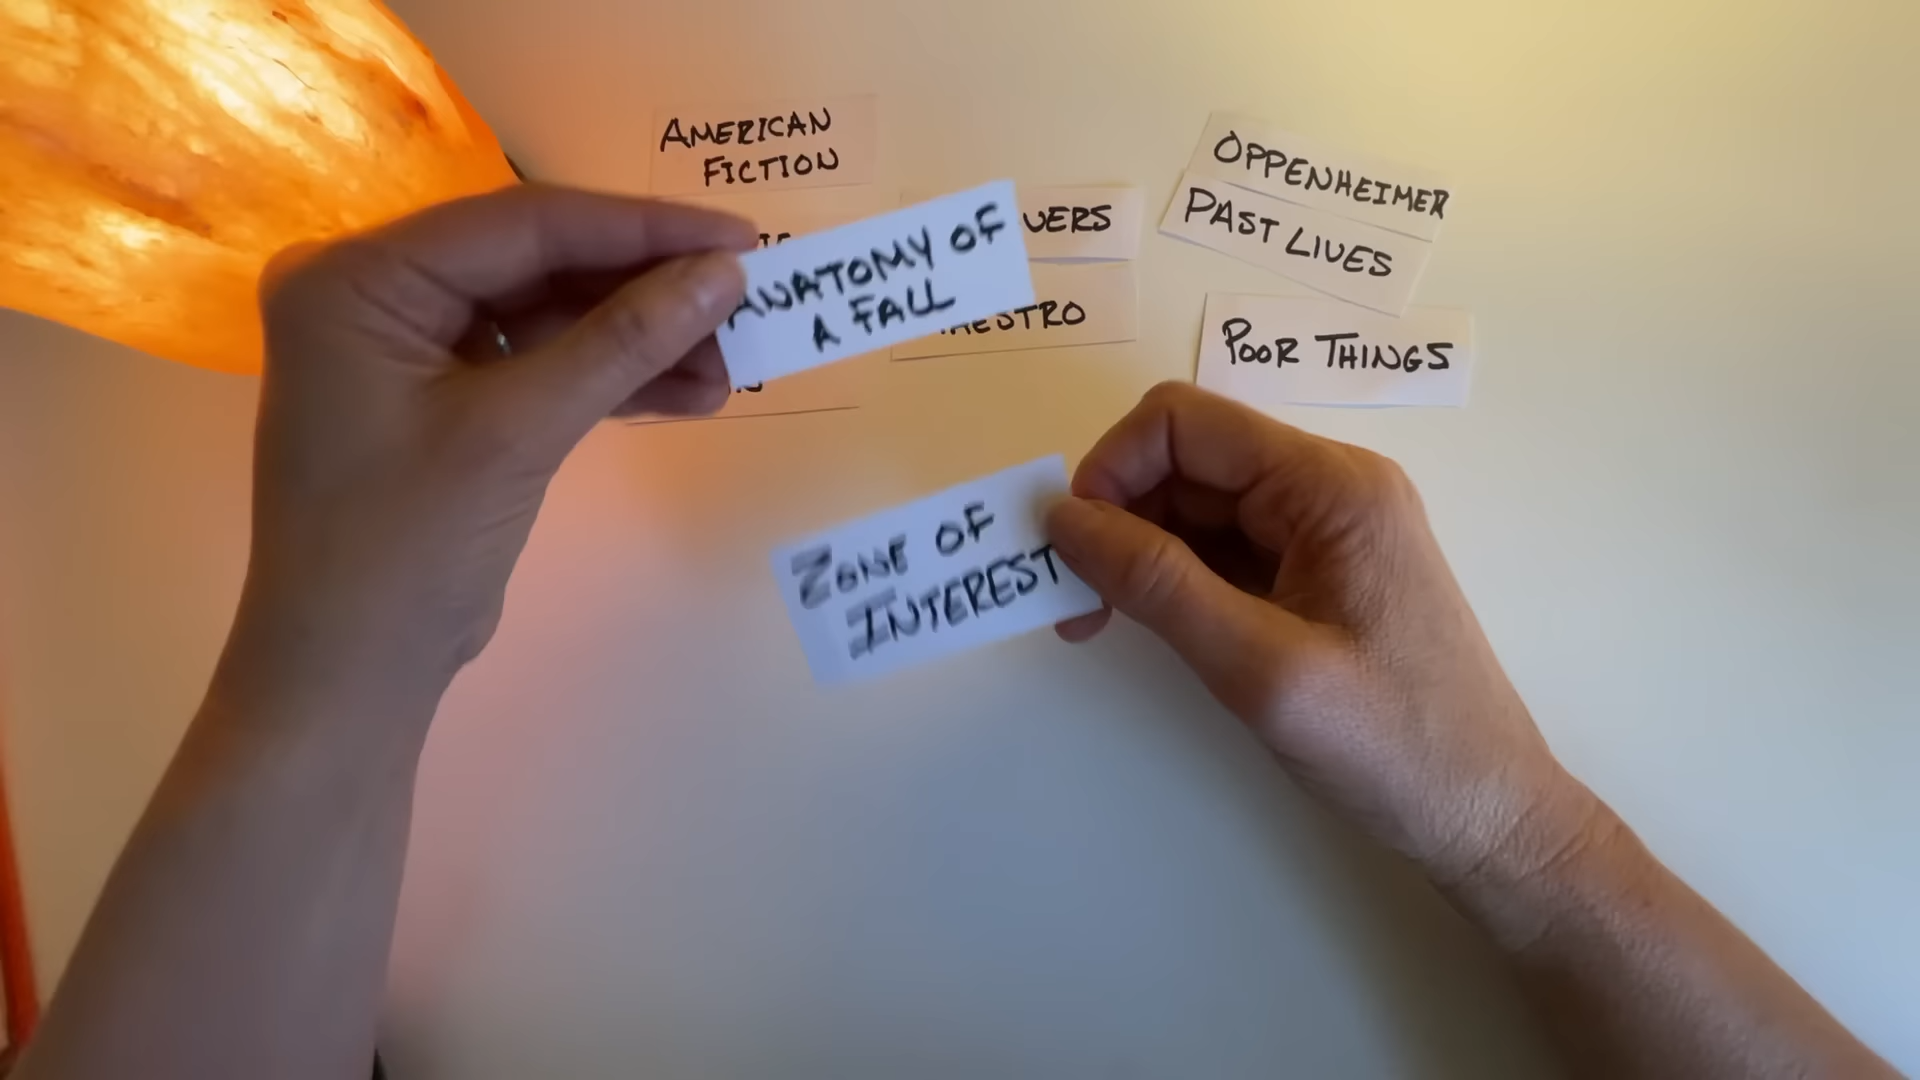 AMERICAN
FICTION
ANATOMY OF
A FALL
OPPENHEIMER
PAST LIVES
POOR THINGS
ZONE OF
INTEREST